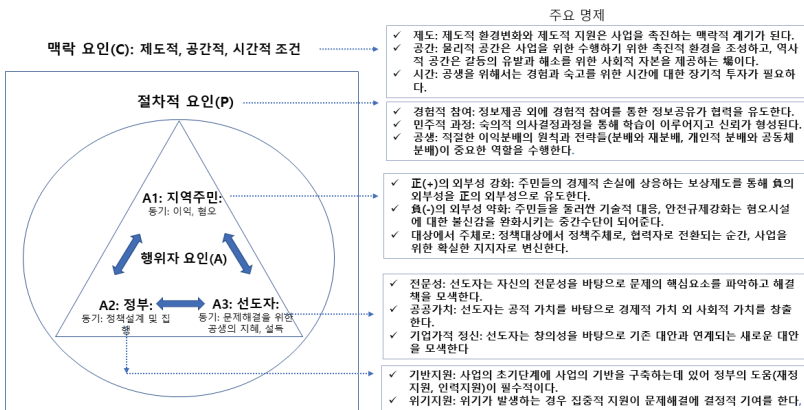 주요 명제
맥락 요인(C): 제도적, 공간적, 시간적 조건
✓ 제도: 제도적 환경변화와 제도적 지원은 사업을 촉진하는 맥락적 계기가 된다.
✓ 공간: 물리적 공간은 사업을 위한 수행하기 위한 촉진적 환경을 조성하고, 역사
적 공간은 갈등의 유발과 해소를 위한 사회적 자본을 제공하는 場이다.
✓ 시간: 공생을 위해서는 경험과 숙고를 위한 시간에 대한 장기적 투자가 필요하
다.
절차적 요인(P)
✓ 경험적 참여: 정보제공 외에 경험적 참여를 통한 정보공유가 협력을 유도한다.
✓ 민주적 과정: 숙의적 의사결정과정을 통해 학습이 이루어지고 신뢰가 형성된다.
✓ 공생: 적절한 이익분배의 원칙과 전략들(분배와 재분배, 개인적 분배와 공동체
분배)이 중요한 역할을 수행한다.
A1: 지역주민:
동기: 이익, 혐오
✓ 正(+)의 외부성 강화: 주민들의 경제적 손실에 상응하는 보상제도를 통해 負의
외부성을 正의 외부성으로 유도한다.
✓ 負(-)의 외부성 약화: 주민들을 둘러싼 기술적 대응, 안전규제강화는 혐오시설
에 대한 불신감을 완화시키는 중간수단이 되어준다.
✓ 대상에서 주체로: 정책대상에서 정책주체로, 협력자로 전환되는 순간, 사업을
위한 확실한 지지자로 변신한다.
행위자 요인(A)
A2: 정부:
동기: 정책설계 및 집
행
A3: 선도자:
동기: 문제해결을 위한
공생의 지혜, 설득
✓ 전문성: 선도자는 자신의 전문성을 바탕으로 문제의 핵심요소를 파악하고 해결
책을 모색한다.
✓ 공공가치: 선도자는 공적 가치를 바탕으로 경제적 가치 외 사회적 가치를 창출
한다.
✓ 기업가적 정신: 선도자는 창의성을 바탕으로 기존 대안과 연계되는 새로운 대안
을 모색한다
✓ 기반지원: 사업의 초기단계에 사업의 기반을 구축하는데 있어 정부의 도움(재정
지원, 인력지원)이 필수적이다.
✓ 위기지원: 위기가 발생하는 경우 집중적 지원이 문제해결에 결정적 기여를 한다,